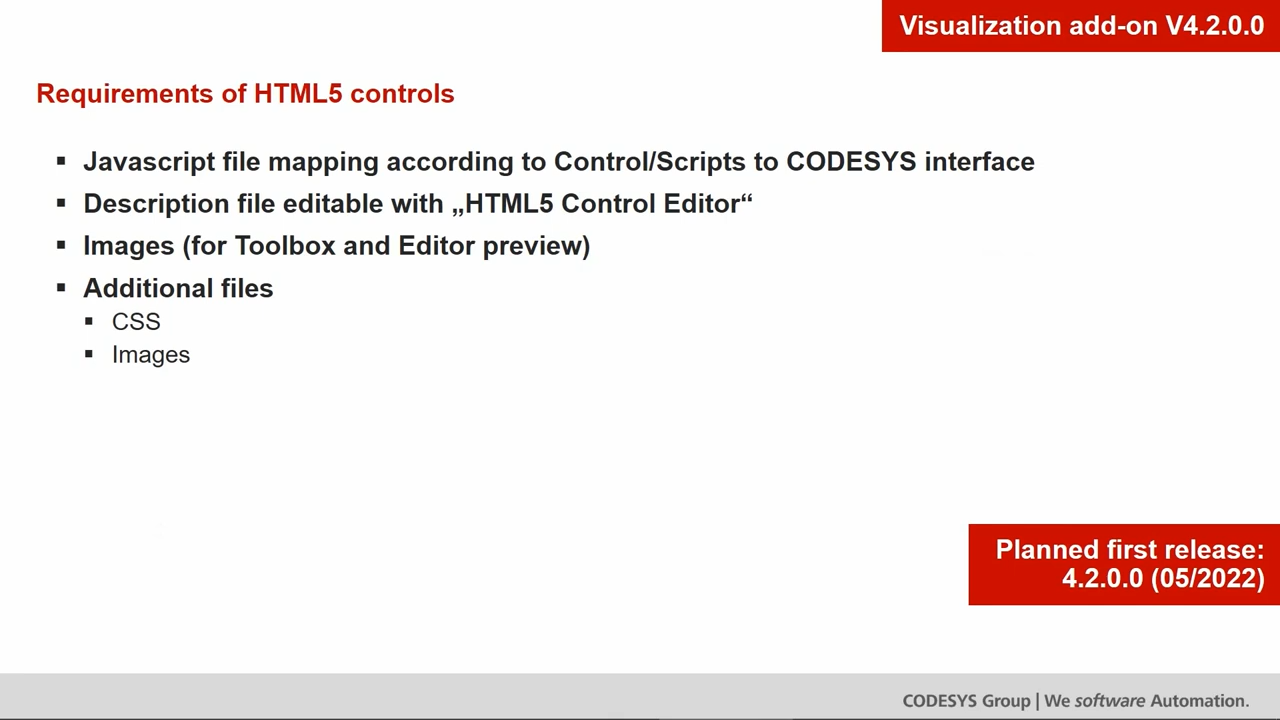 Visualization add-on V4.2.0.0
Requirements of HTML5 controls
▪ Javascript file mapping according to Control/Scripts to CODESYS interface
▪ Description file editable with „HTML5 Control Editor“
▪ Images (for Toolbox and Editor preview)
▪ Additional files
▪ CSS
▪ Images
Planned first release:
4.2.0.0 (05/2022)
CODESYS Group | We software Automation.